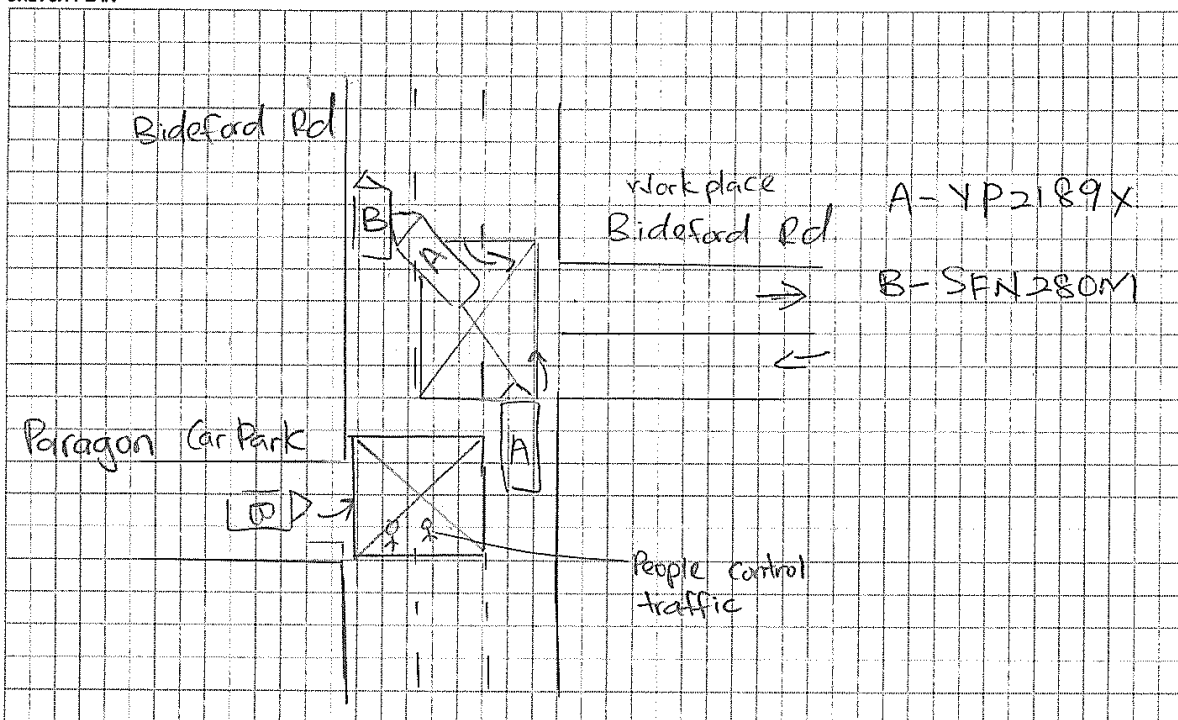 Bideford Rd
workplace
Bideford Rd
A - YP2189X
B - SFN280M
B
A
Paragon Car Park
A
B
People control
traffic